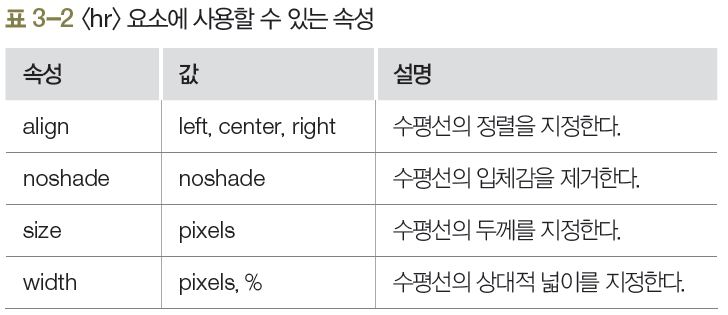 표 3-2 <hr> 요소에 사용할 수 있는 속성
속성 값 설명
align left, center, right 수평선의 정렬을 지정한다.
noshade noshade 수평선의 입체감을 제거한다.
size pixels 수평선의 두께를 지정한다.
width pixels, % 수평선의 상대적 넓이를 지정한다.